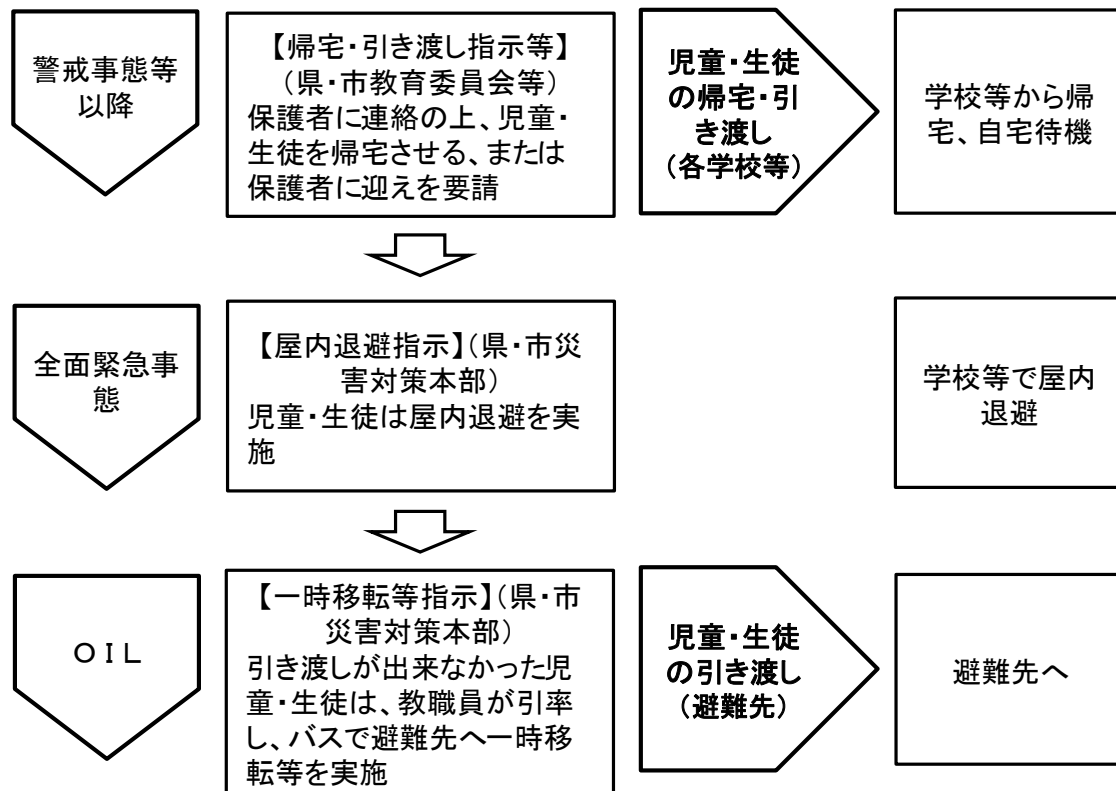 警戒事態等
以降
【帰宅・引き渡し指示等】
(県・市教育委員会等)
保護者に連絡の上、児童・
生徒を帰宅させる、または
保護者に迎えを要請
児童・生徒
の帰宅・引
き渡し
(各学校等)
学校等から帰
宅、自宅待機
全面緊急事
態
【屋内退避指示】(県・市災
害対策本部)
児童・生徒は屋内退避を実
施
学校等で屋内
退避
OIL
【一時移転等指示】(県・市
災害対策本部)
引き渡しが出来なかった児
童・生徒は、教職員が引率
し、バスで避難先へ一時移
転等を実施
児童・生徒
の引き渡し
(避難先)
避難先へ